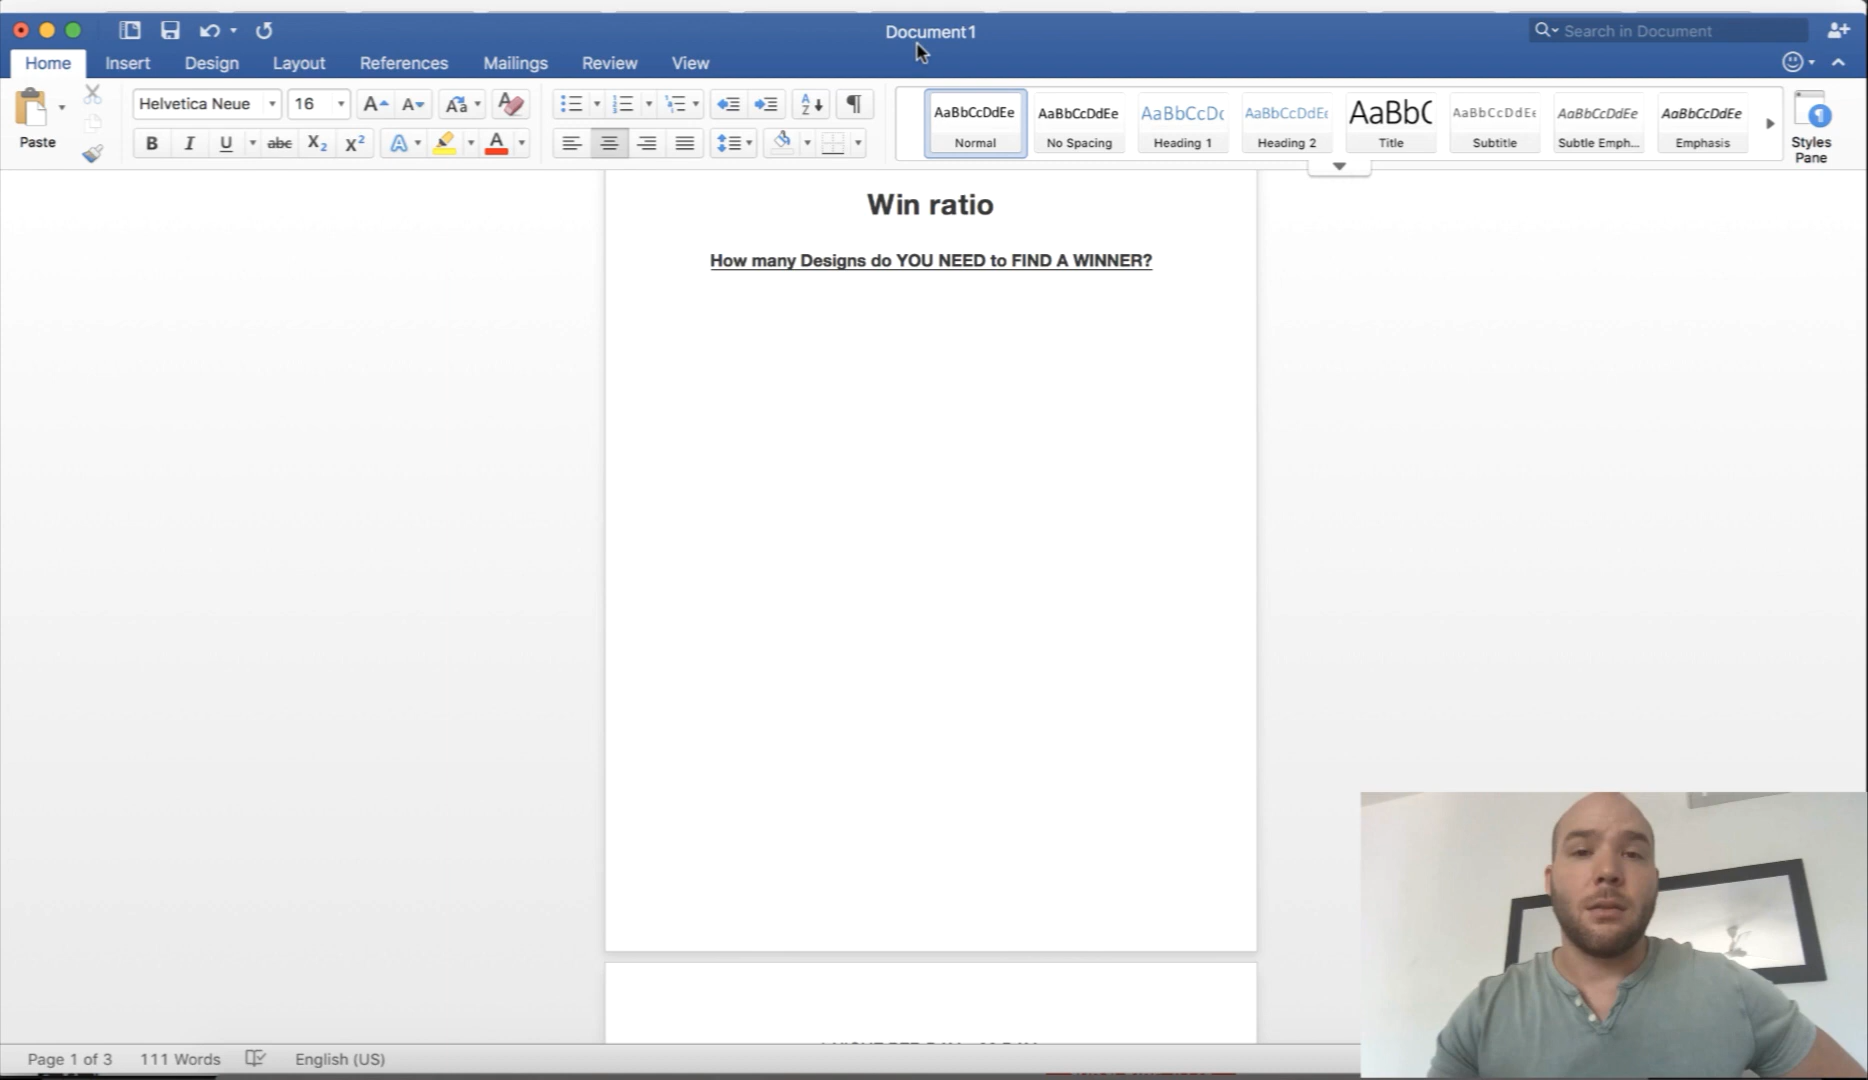 Document1
Search in Document
Home Insert Design Layout References Mailings Review View
Paste
Helvetica Neue 16
AaBbCcDdEe AaBbCcDdEe AaBbCcDc AaBbCcDdEe AaBbC AaBbCcDdEe AaBbCcDdEe AaBbCcDdEe
Normal No Spacing Heading 1 Heading 2 Title Subtitle Subtle Emph... Emphasis
Styles
Pane
B I U abc X₂ X²
Win ratio
How many Designs do YOU NEED to FIND A WINNER?
Page 1 of 3 111 Words English (US)